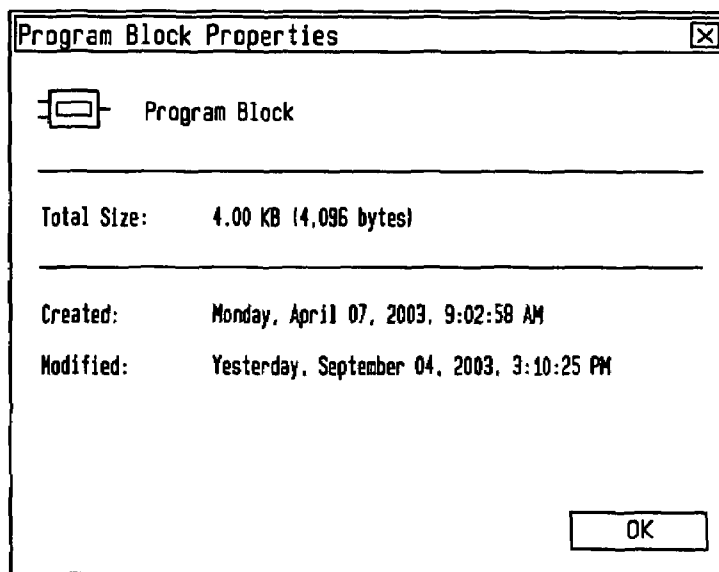 Program Block Properties
Program Block
Total Size: 4.00 KB (4,096 bytes)
Created: Monday, April 07, 2003, 9:02:58 AM
Modified: Yesterday, September 04, 2003, 3:10:25 PM
OK